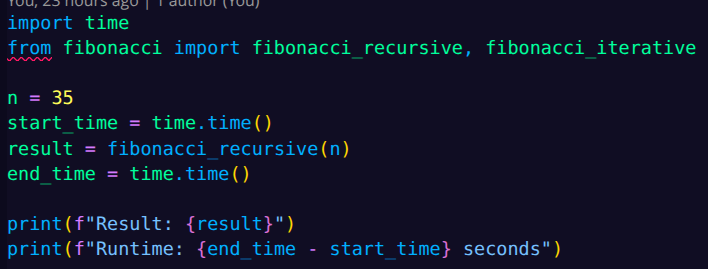 You, 23 hours ago | 1 author (You)
import time
from fibonacci import fibonacci_recursive, fibonacci_iterative
n = 35
start_time = time.time()
result = fibonacci_recursive(n)
end_time = time.time()
print(f"Result: {result}")
print(f"Runtime: {end_time - start_time} seconds")